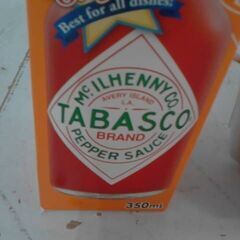 Best for all dishes!
McILHENNY CO.
AVERY ISLAND
LA.
TABASCO
BRAND
PEPPER SAUCE
350ml